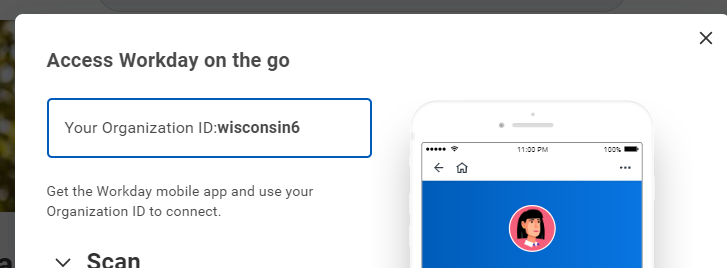 Access Workday on the go
Your Organization ID:wisconsin6
Get the Workday mobile app and use your
Organization ID to connect.
Scan
11:00 PM
100%